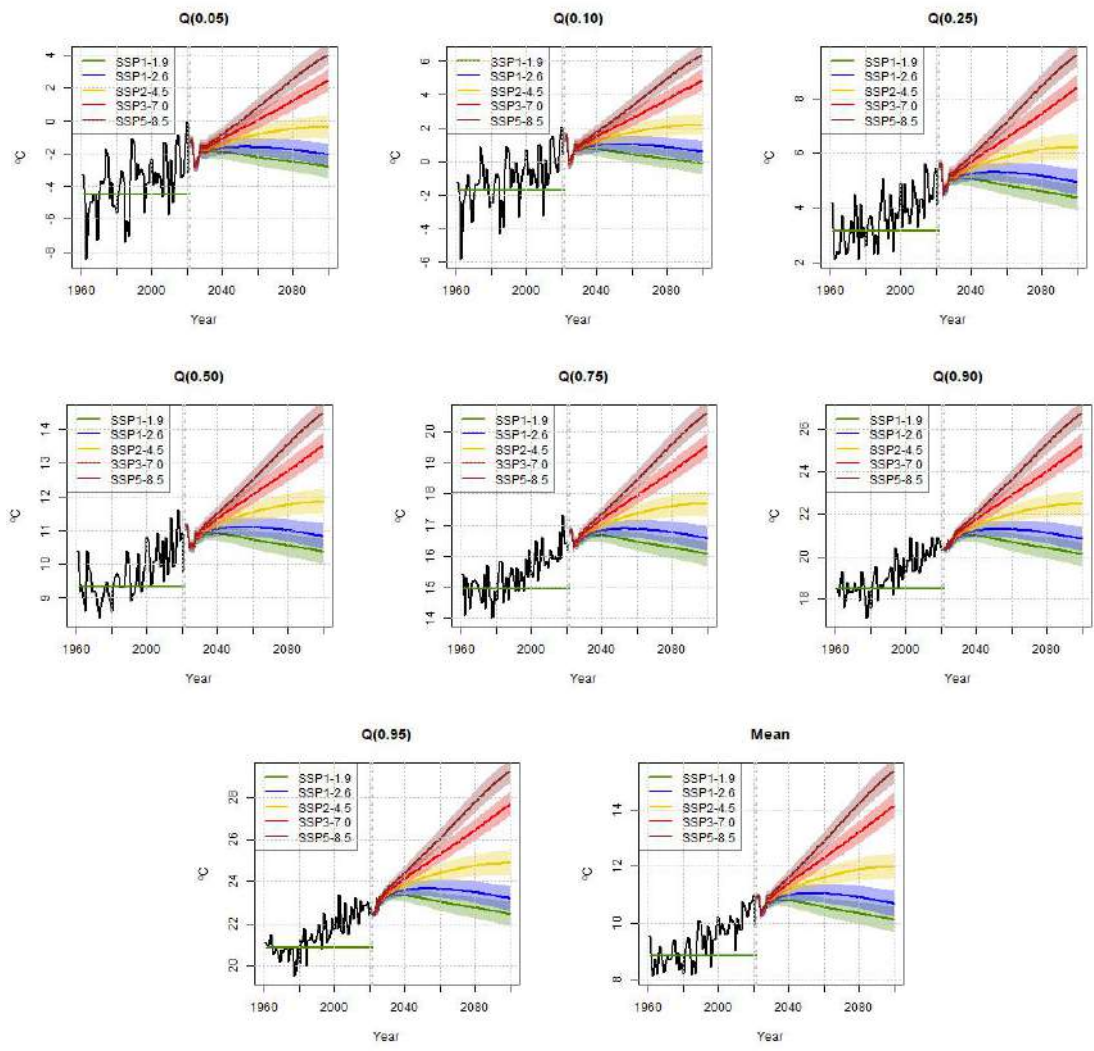 Q(0.05)
Q(0.10)
Q(0.25)
4
2
0
-2
-4
-6
-8
ºC
SSP1-1.9
SSP1-2.6
SSP2-4.5
SSP3-7.0
SSP5-8.5
1960
2000
2040
2080
Year
6
4
2
0
-2
-4
-6
ºC
SSP1-1.9
SSP1-2.6
SSP2-4.5
SSP3-7.0
SSP5-8.5
1960
2000
2040
2080
Year
8
6
4
2
ºC
SSP1-1.9
SSP1-2.6
SSP2-4.5
SSP3-7.0
SSP5-8.5
1960
2000
2040
2080
Year
Q(0.50)
Q(0.75)
Q(0.90)
14
13
12
11
10
9
ºC
SSP1-1.9
SSP1-2.6
SSP2-4.5
SSP3-7.0
SSP5-8.5
1960
2000
2040
2080
Year
20
19
18
17
16
15
14
ºC
SSP1-1.9
SSP1-2.6
SSP2-4.5
SSP3-7.0
SSP5-8.5
1960
2000
2040
2080
Year
26
24
22
20
18
ºC
SSP1-1.9
SSP1-2.6
SSP2-4.5
SSP3-7.0
SSP5-8.5
1960
2000
2040
2080
Year
Q(0.95)
Mean
28
26
24
22
20
ºC
SSP1-1.9
SSP1-2.6
SSP2-4.5
SSP3-7.0
SSP5-8.5
1960
2000
2040
2080
Year
14
12
10
8
ºC
SSP1-1.9
SSP1-2.6
SSP2-4.5
SSP3-7.0
SSP5-8.5
1960
2000
2040
2080
Year